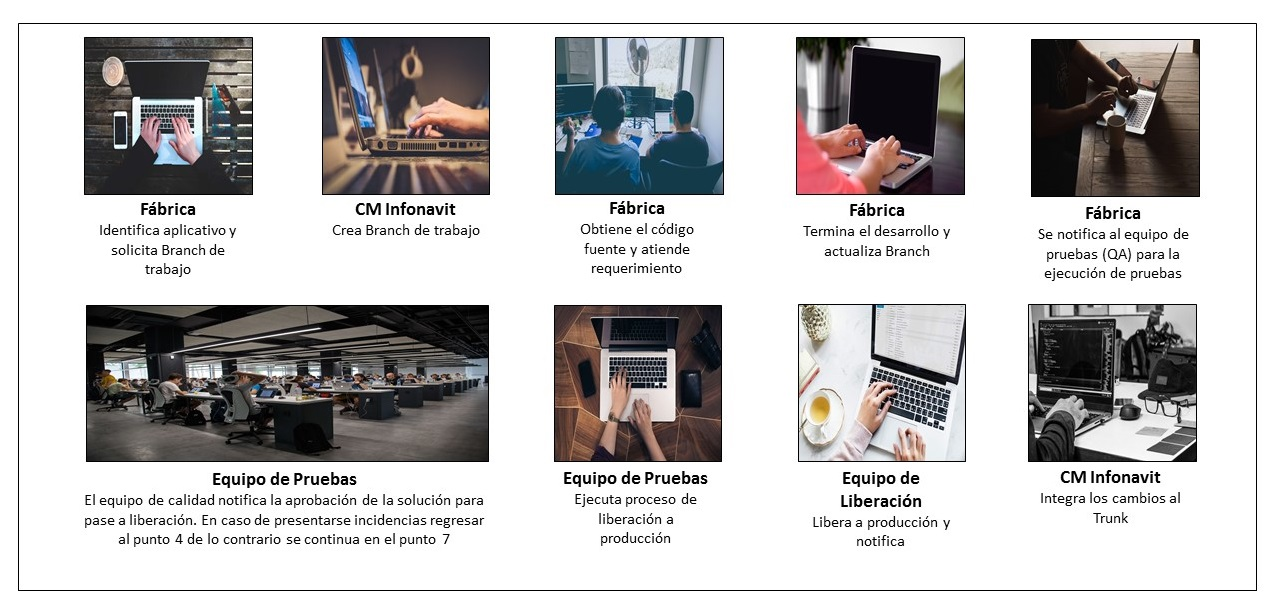 Fábrica
Identifica aplicativo y
solicita Branch de
trabajo
CM Infonavit
Crea Branch de trabajo
Fábrica
Obtiene el código
fuente y atiende
requerimiento
Fábrica
Termina el desarrollo y
actualiza Branch
Fábrica
Se notifica al equipo de
pruebas (QA) para la
ejecución de pruebas
Equipo de Pruebas
El equipo de calidad notifica la aprobación de la solución para
pase a liberación. En caso de presentarse incidencias regresar
al punto 4 de lo contrario se continua en el punto 7
Equipo de Pruebas
Ejecuta proceso de
liberación a
producción
Equipo de
Liberación
Libera a producción y
notifica
CM Infonavit
Integra los cambios al
Trunk